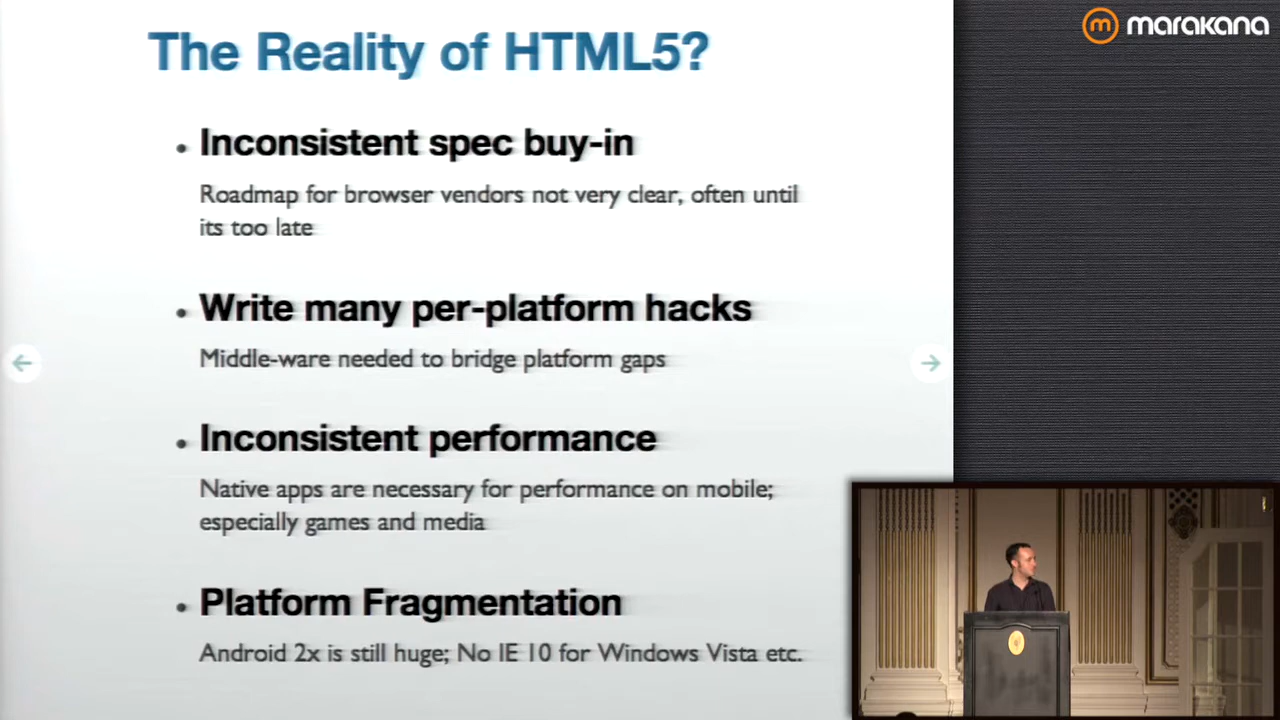 marakana
The Reality of HTML5?
Inconsistent spec buy-in
Roadmap for browser vendors not very clear, often until
its too late
Write many per-platform hacks
Middle-ware needed to bridge platform gaps
Inconsistent performance
Native apps are necessary for performance on mobile;
especially games and media
Platform Fragmentation
Android 2x is still huge; No IE 10 for Windows Vista etc.